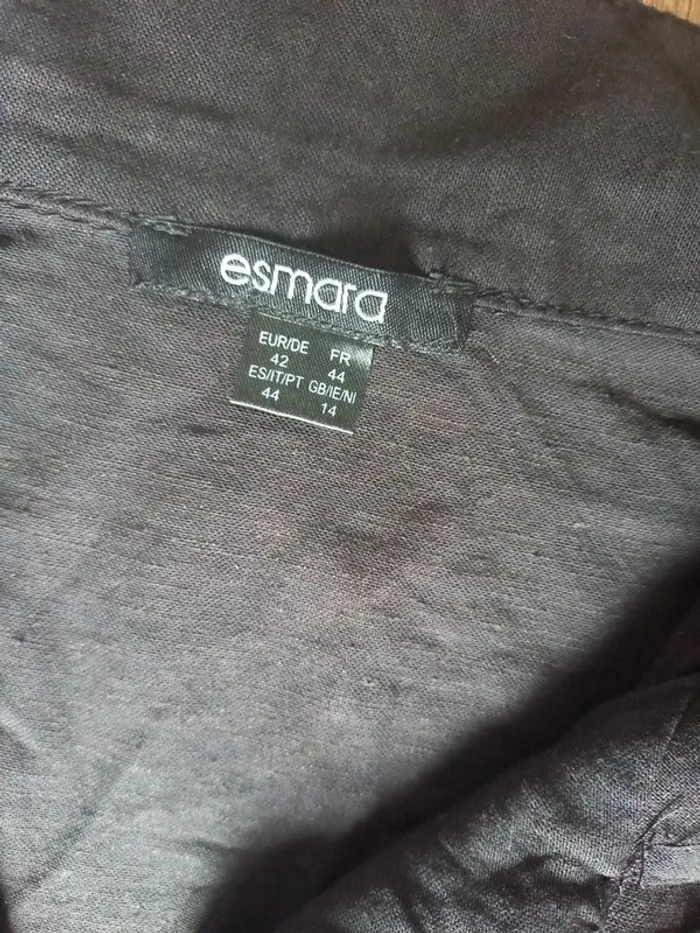 esmara
EUR/DE FR
42 44
ES/IT/PT GB/IE/NI
44 14